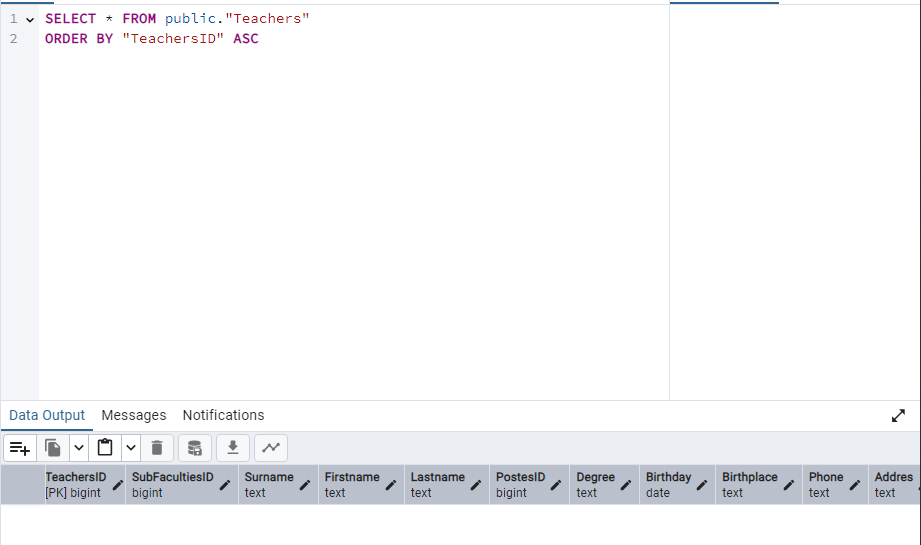 1 SELECT * FROM public."Teachers"
2 ORDER BY "TeachersID" ASC
Data Output Messages Notifications
TeachersID SubFacultiesID Surname Firstname Lastname PostesID Degree Birthday Birthplace Phone Addres
[PK] bigint bigint text text text bigint text date text text text